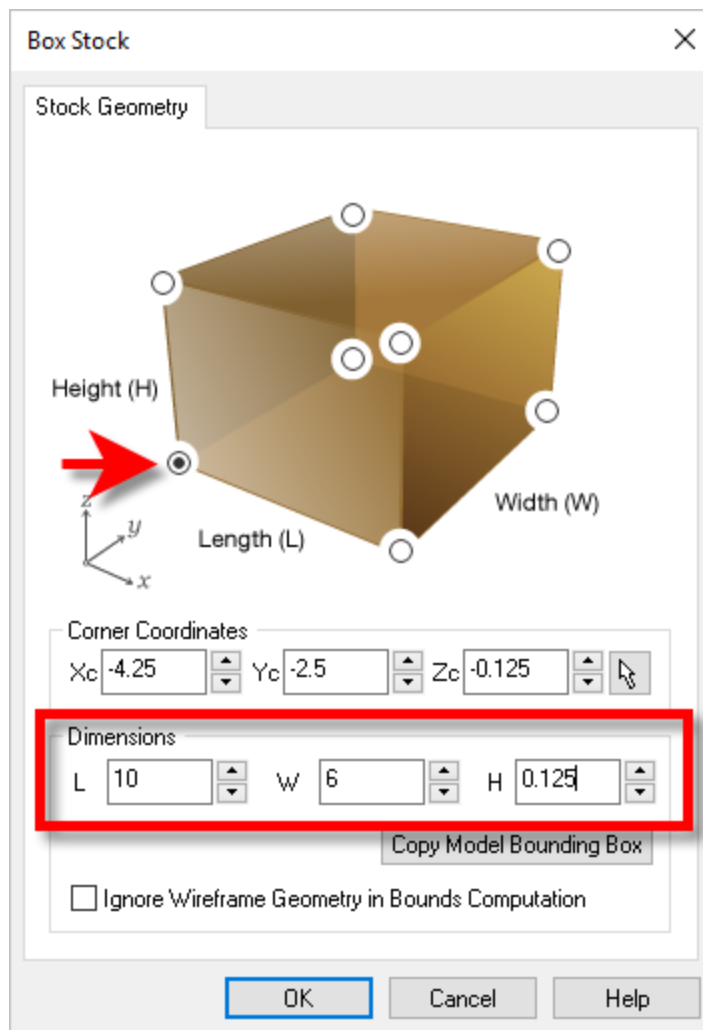 Box Stock
Stock Geometry
Height (H)
z
y
x
Length (L)
Width (W)
Corner Coordinates
Xc -4.25 Yc -2.5 Zc -0.125
Dimensions
L 10 W 6 H 0.125
Copy Model Bounding Box
Ignore Wireframe Geometry in Bounds Computation
OK Cancel Help